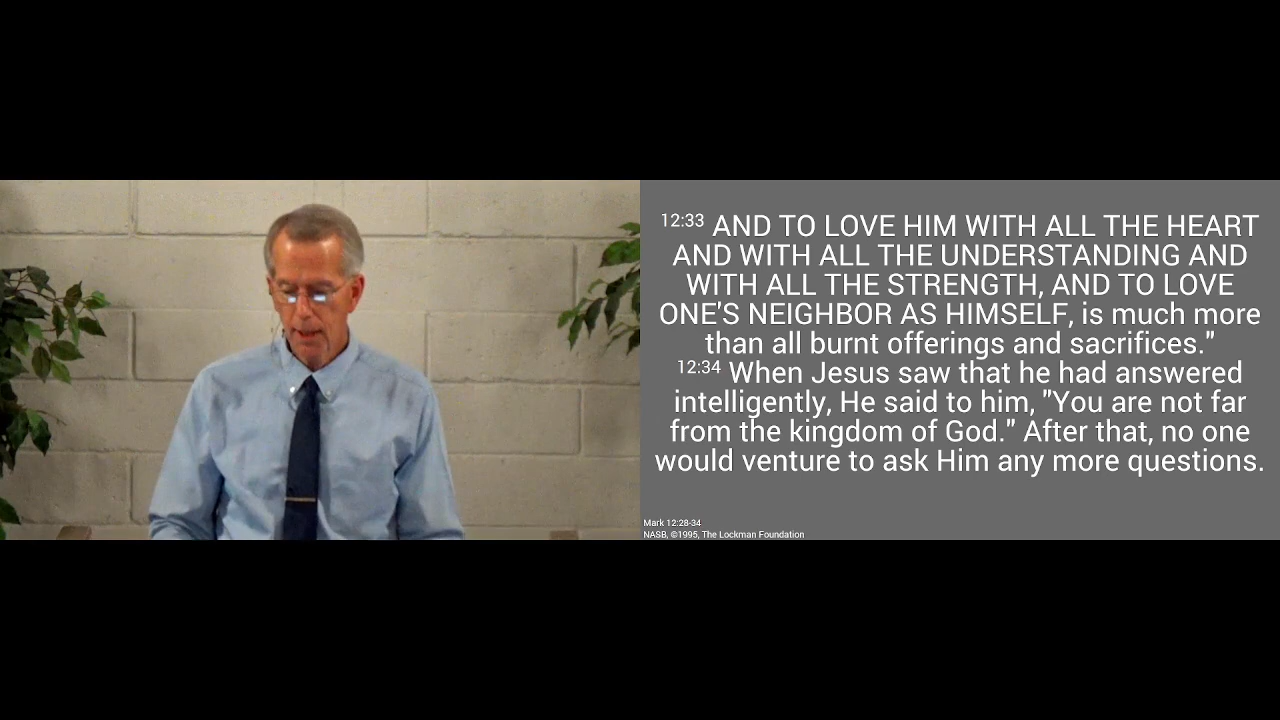 12:33 AND TO LOVE HIM WITH ALL THE HEART
AND WITH ALL THE UNDERSTANDING AND
WITH ALL THE STRENGTH, AND TO LOVE
ONE'S NEIGHBOR AS HIMSELF, is much more
than all burnt offerings and sacrifices."
12:34 When Jesus saw that he had answered
intelligently, He said to him, "You are not far
from the kingdom of God." After that, no one
would venture to ask Him any more questions.
Mark 12:28-34
NASB, ©1995, The Lockman Foundation